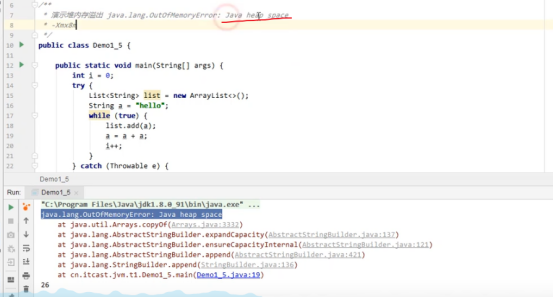 6 /**
7 * 演示堆内存溢出 java.lang.OutOfMemoryError: Java heap space
8 * -Xmx8m
9 */
10 public class Demo1_5 {
11
12 public static void main(String[] args) {
13 int i = 0;
14 try {
15 List<String> list = new ArrayList<>();
16 String a = "hello";
17 while (true) {
18 list.add(a);
19 a = a + a;
20 i++;
21 }
22 } catch (Throwable e) {
Demo1_5
Run: Demo1_5
"C:\Program Files\Java\jdk1.8.0_91\bin\java.exe" ...
java.lang.OutOfMemoryError: Java heap space
at java.util.Arrays.copyOf(Arrays.java:3332)
at java.lang.AbstractStringBuilder.expandCapacity(AbstractStringBuilder.java:137)
at java.lang.AbstractStringBuilder.ensureCapacityInternal(AbstractStringBuilder.java:121)
at java.lang.AbstractStringBuilder.append(AbstractStringBuilder.java:421)
at java.lang.StringBuilder.append(StringBuilder.java:136)
at cn.itcast.jvm.t1.Demo1_5.main(Demo1_5.java:19)
26